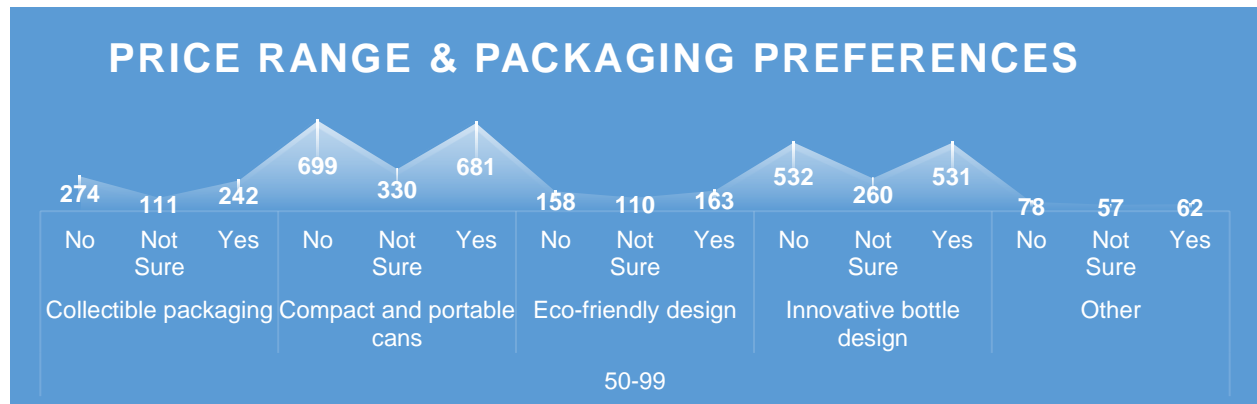 PRICE RANGE & PACKAGING PREFERENCES
274 111 242 699 330 681 158 110 163 532 260 531 78 57 62
No Not Sure Yes No Not Sure Yes No Not Sure Yes No Not Sure Yes No Not Sure Yes
Collectible packaging Compact and portable cans Eco-friendly design Innovative bottle design Other
50-99